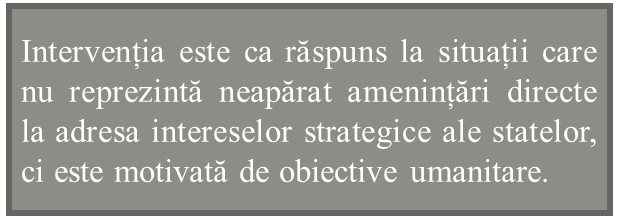 Intervenția este ca răspuns la situații care
nu reprezintă neapărat amenințări directe
la adresa intereselor strategice ale statelor,
ci este motivată de obiective umanitare.